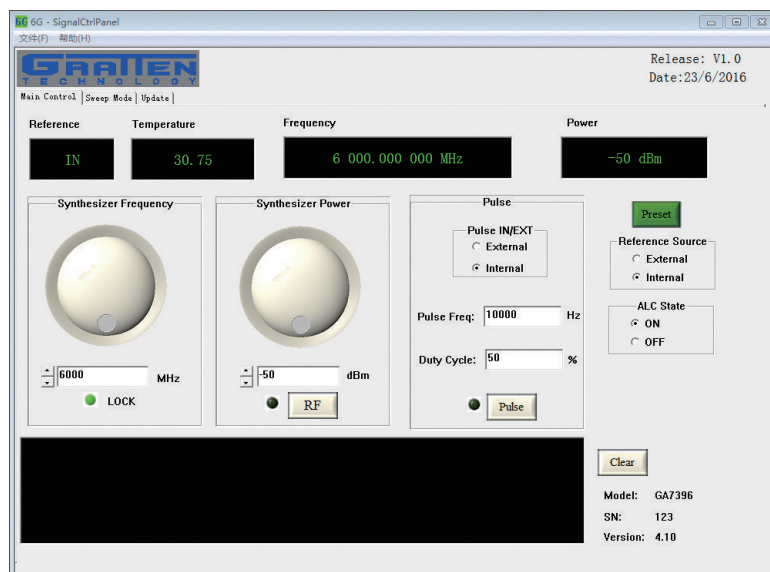 6G 6G - SignalCtrlPanel
文件(F) 帮助(H)
GRATTEN
TECHNOLOGY
Release: V1.0
Date:23/6/2016
Main Control Sweep Mode Update
Reference Temperature Frequency Power
IN 30.75 6 000.000 000 MHz -50 dBm
Synthesizer Frequency Synthesizer Power Pulse
Preset
Pulse IN/EXT
External
Internal
Reference Source
External
Internal
Pulse Freq: 10000 Hz
ALC State
ON
OFF
Duty Cycle: 50 %
6000 MHz
-50 dBm
LOCK
RF
Pulse
Clear
Model: GA7396
SN: 123
Version: 4.10